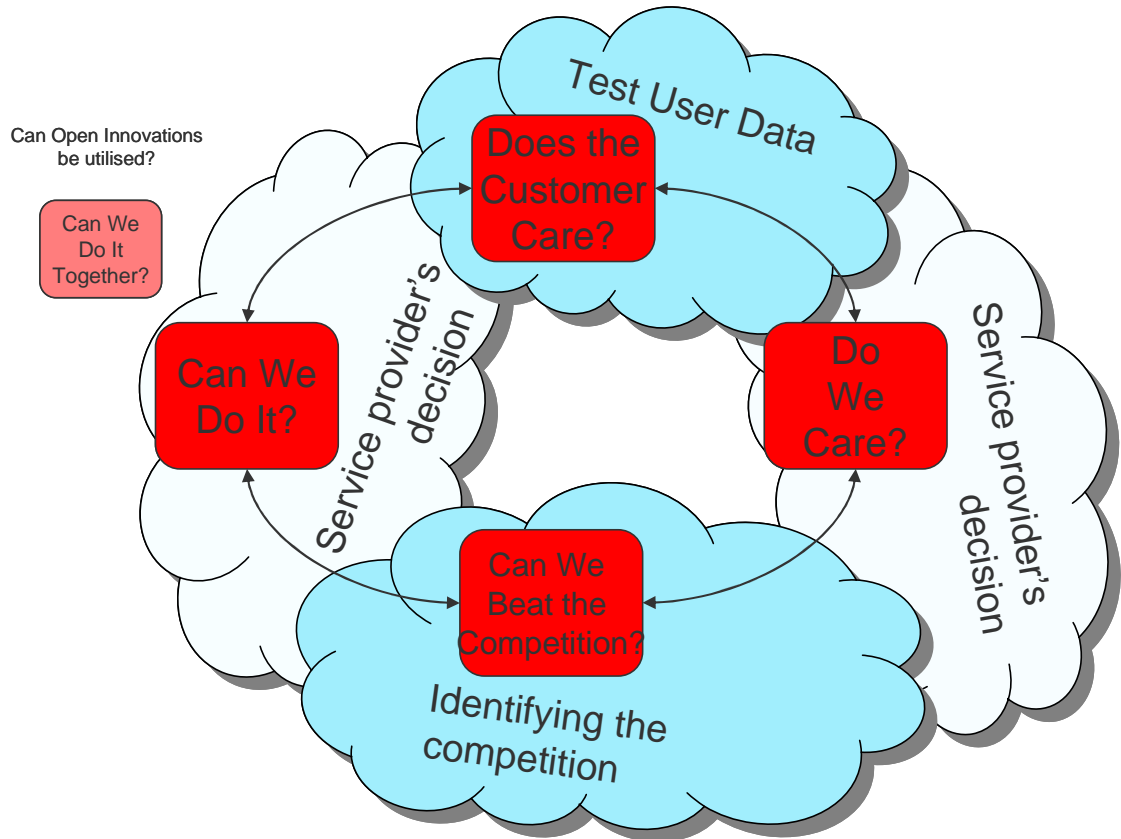 Test User Data
Can Open Innovations
be utilised?
Does the
Customer
Care?
Can We
Do It
Together?
Can We
Do It?
Service provider's
decision
Do
We
Care?
Service provider's
decision
Can We
Beat the
Competition?
Identifying the
competition